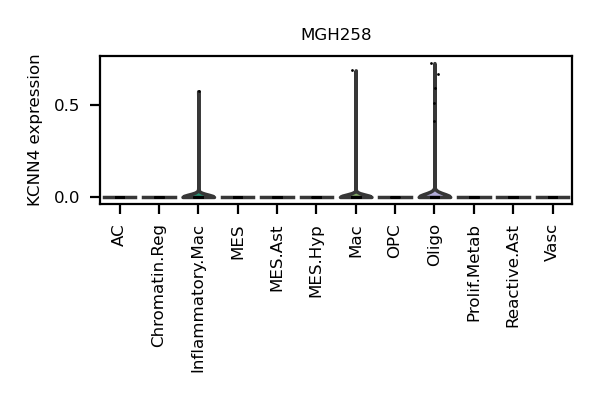 MGH258
KCNN4 expression
0.5
0.0
AC
Chromatin.Reg
Inflammatory.Mac
MES
MES.Ast
MES.Hyp
Mac
OPC
Oligo
Prolif.Metab
Reactive.Ast
Vasc